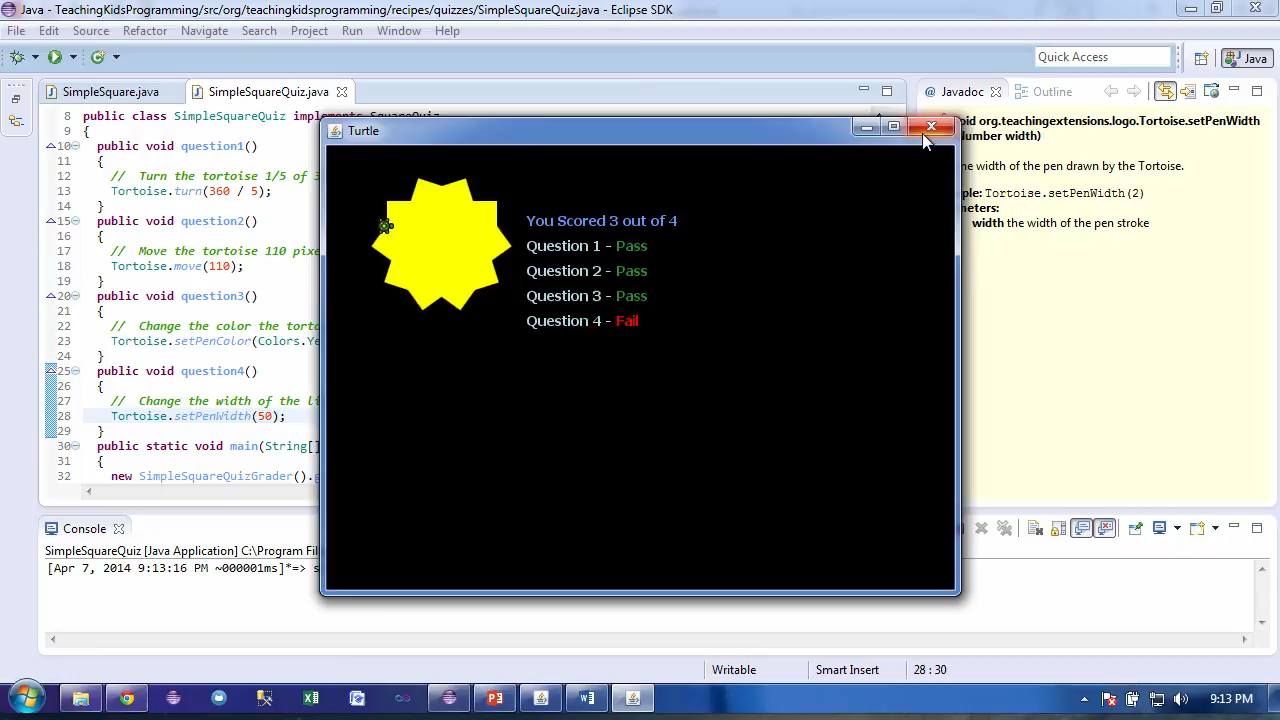 Java - TeachingKidsProgramming/src/org/teachingkidsprogramming/recipes/quizzes/SimpleSquareQuiz.java - Eclipse SDK
File Edit Source Refactor Navigate Search Project Run Window Help
Quick Access
Java
SimpleSquare.java
SimpleSquareQuiz.java
Javadoc
Outline
8 public class SimpleSquareQuiz implements SquareQuiz
9 {
10 public void question1()
11 {
12 // Turn the tortoise 1/5 of 3
13 Tortoise.turn(360 / 5);
14 }
15 public void question2()
16 {
17 // Move the tortoise 110 pixe
18 Tortoise.move(110);
19 }
20 public void question3()
21 {
22 // Change the color the torto
23 Tortoise.setPenColor(Colors.Ye
24 }
25 public void question4()
26 {
27 // Change the width of the li
28 Tortoise.setPenWidth(50);
29 }
30 public static void main(String[]
31 {
32 new SimpleSquareQuizGrader().g
Turtle
You Scored 3 out of 4
Question 1 - Pass
Question 2 - Pass
Question 3 - Pass
Question 4 - Fail
oid org.teachingextensions.logo.Tortoise.setPenWidth
umber width)
he width of the pen drawn by the Tortoise.
ple: Tortoise.setPenWidth(2)
meters:
width the width of the pen stroke
Console
SimpleSquareQuiz [Java Application] C:\Program Fil
[Apr 7, 2014 9:13:16 PM ~000001ms]*=> s
Writable
Smart Insert
28 : 30
9:13 PM